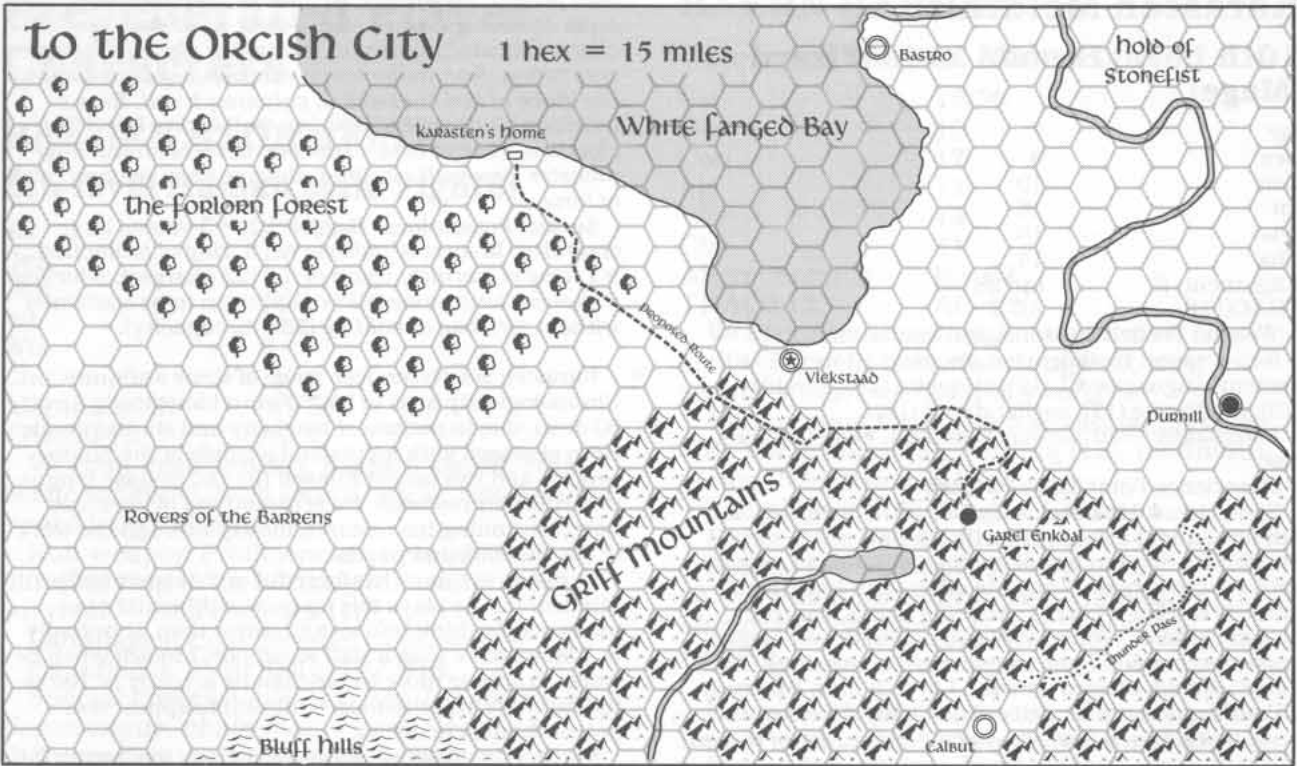 To the Orcish City
1 hex = 15 miles
Bastro
Hold of
Stonefist
Karasten's Home
White Fanged Bay
The Forlorn Forest
Proposed Route
Vlekstaad
Purmill
Griff Mountains
Rovers of the Barrens
Garel Enkdal
Thunder Pass
Bluff Hills
Calbut